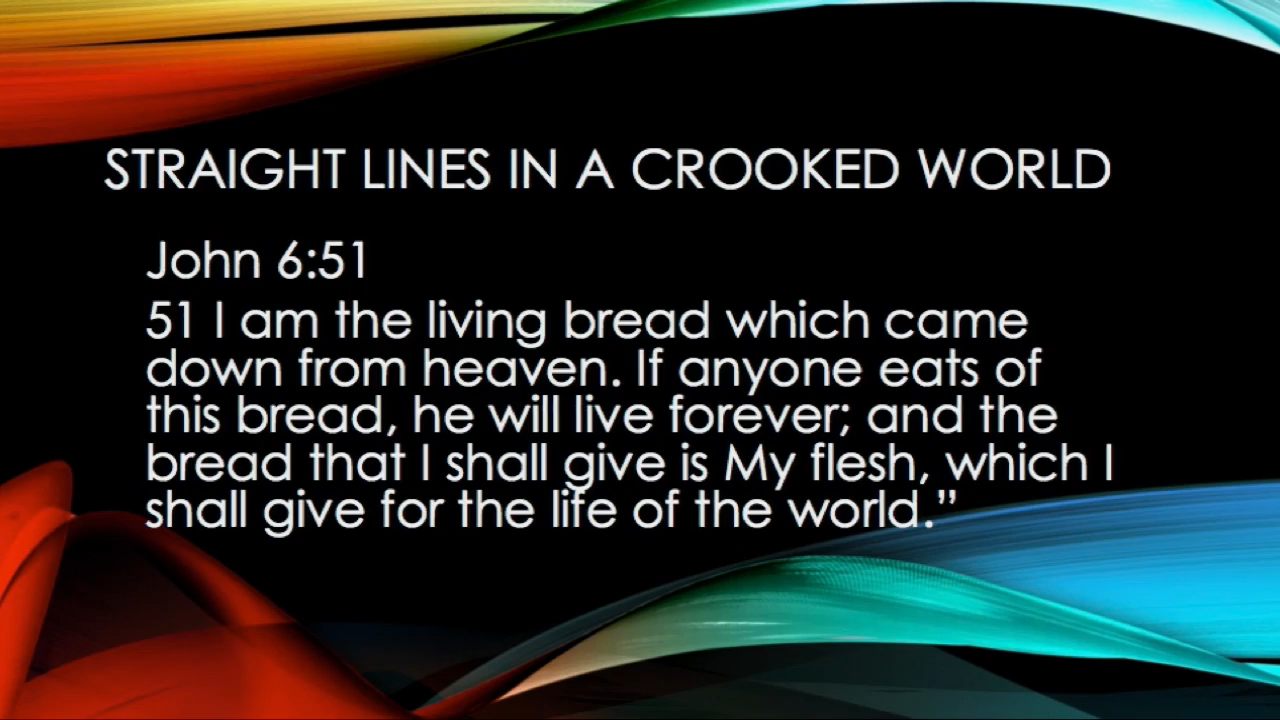 STRAIGHT LINES IN A CROOKED WORLD
John 6:51
51 I am the living bread which came
down from heaven. If anyone eats of
this bread, he will live forever; and the
bread that I shall give is My flesh, which I
shall give for the life of the world.”